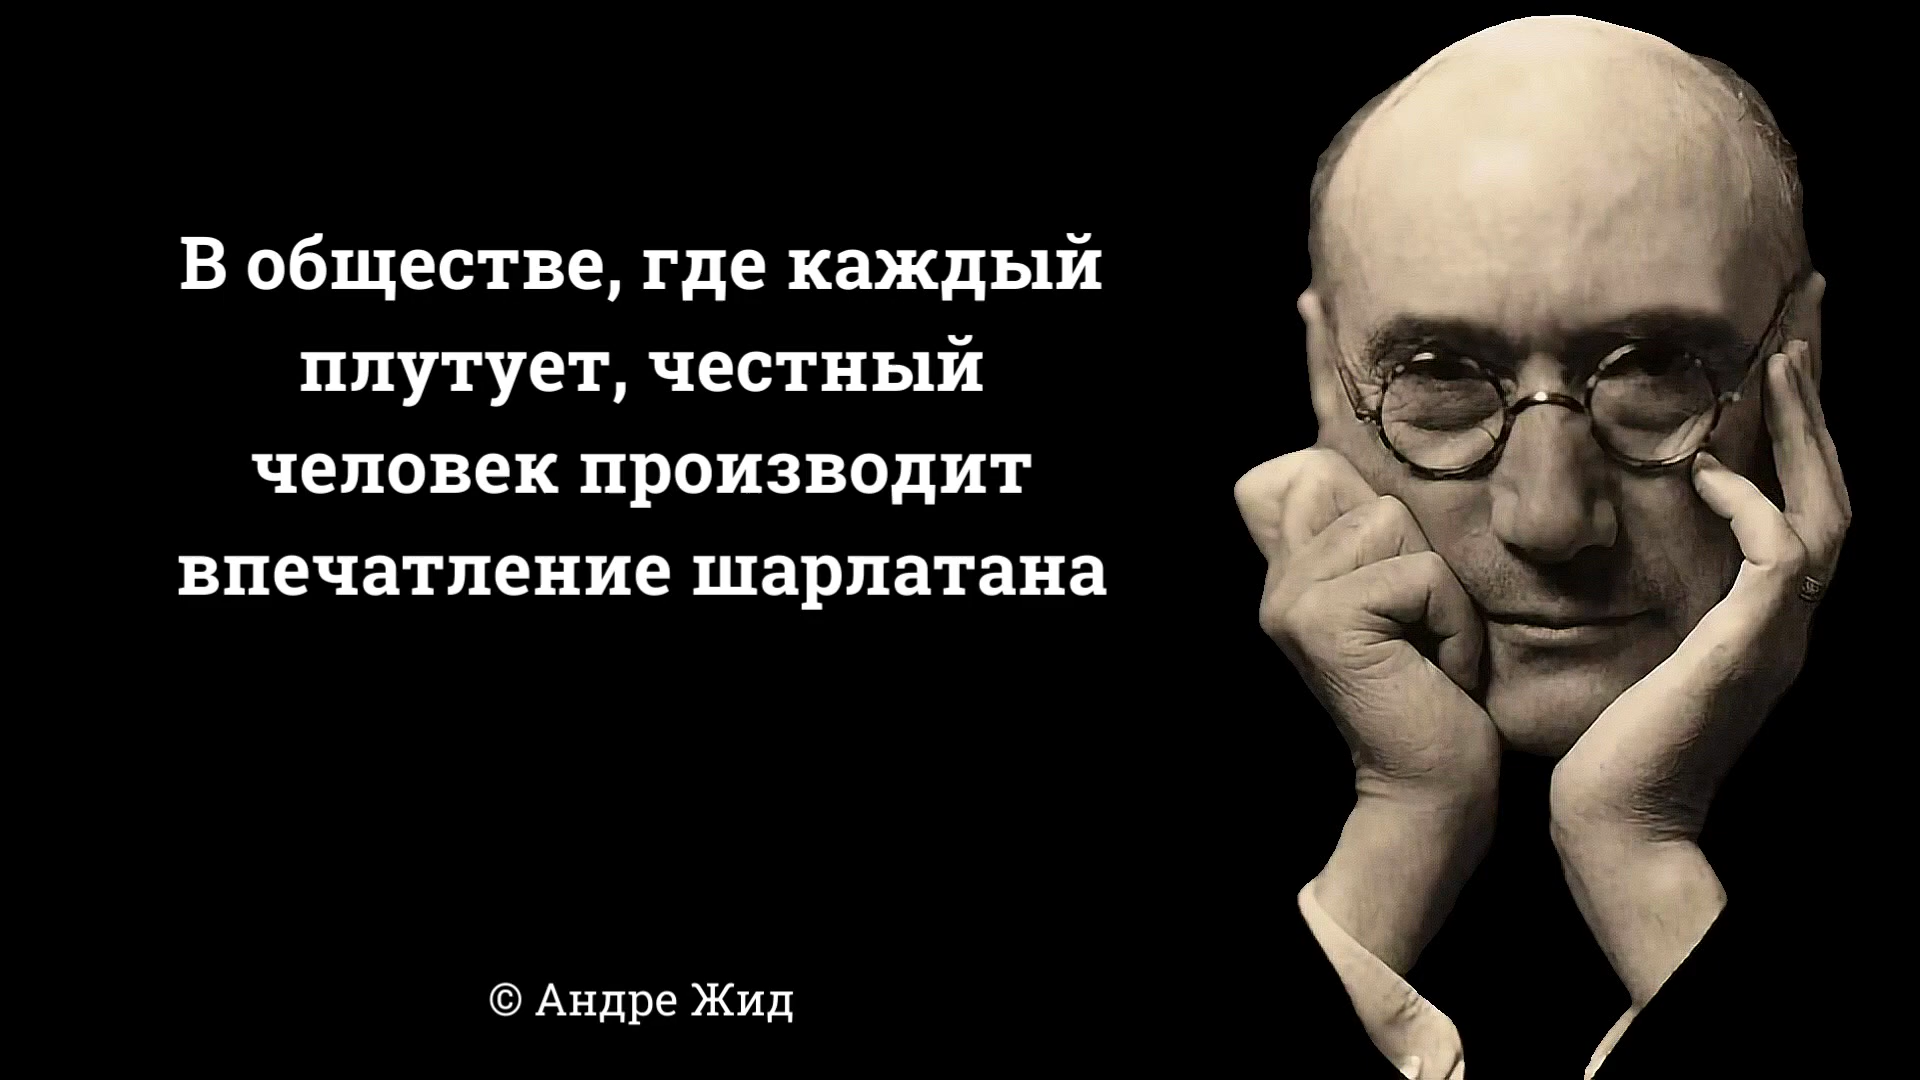 В обществе, где каждый
плутует, честный
человек производит
впечатление шарлатана
© Андре Жид